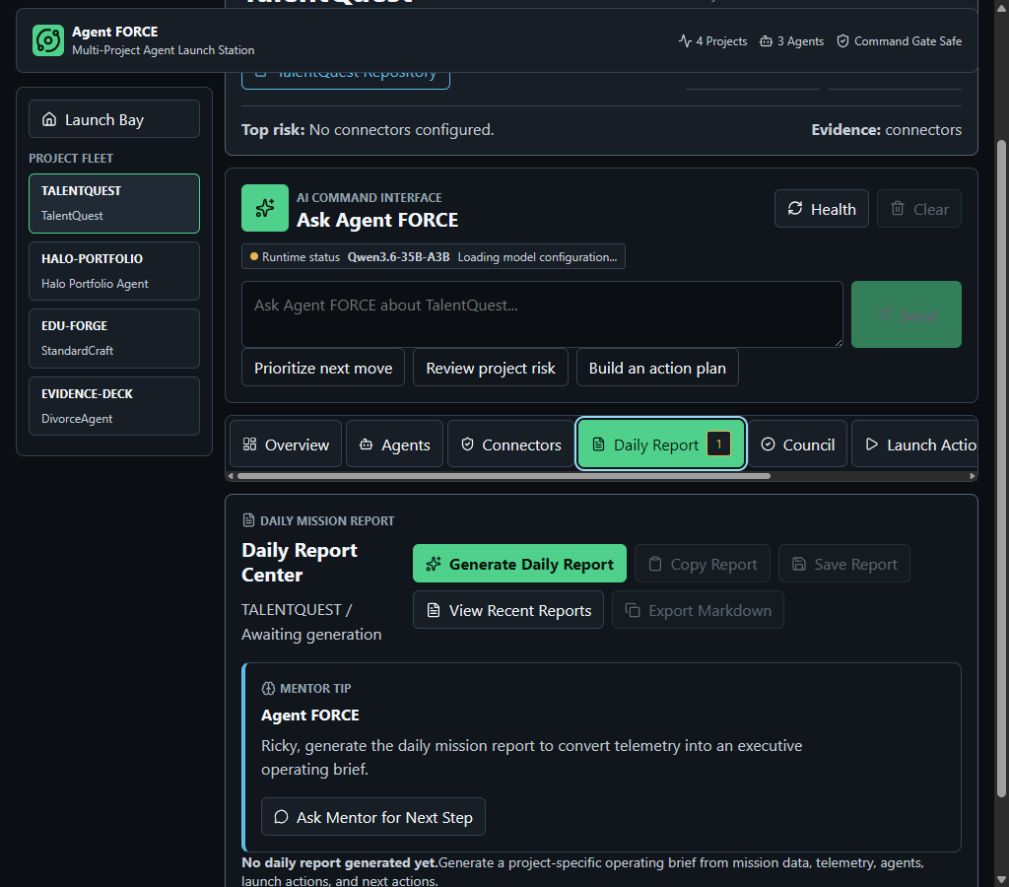 TalentQuest
Agent FORCE
Multi-Project Agent Launch Station
4 Projects
3 Agents
Command Gate Safe
TalentQuest Repository
Launch Bay
PROJECT FLEET
TALENTQUEST
TalentQuest
HALO-PORTFOLIO
Halo Portfolio Agent
EDU-FORGE
StandardCraft
EVIDENCE-DECK
DivorceAgent
Top risk: No connectors configured.
Evidence: connectors
AI COMMAND INTERFACE
Ask Agent FORCE
Health
Clear
Runtime status Qwen3.6-35B-A3B Loading model configuration...
Ask Agent FORCE about TalentQuest...
Send
Prioritize next move
Review project risk
Build an action plan
Overview
Agents
Connectors
Daily Report 1
Council
Launch Actio
DAILY MISSION REPORT
Daily Report
Center
TALENTQUEST /
Awaiting generation
Generate Daily Report
Copy Report
Save Report
View Recent Reports
Export Markdown
MENTOR TIP
Agent FORCE
Ricky, generate the daily mission report to convert telemetry into an executive
operating brief.
Ask Mentor for Next Step
No daily report generated yet.Generate a project-specific operating brief from mission data, telemetry, agents,
launch actions, and next actions.